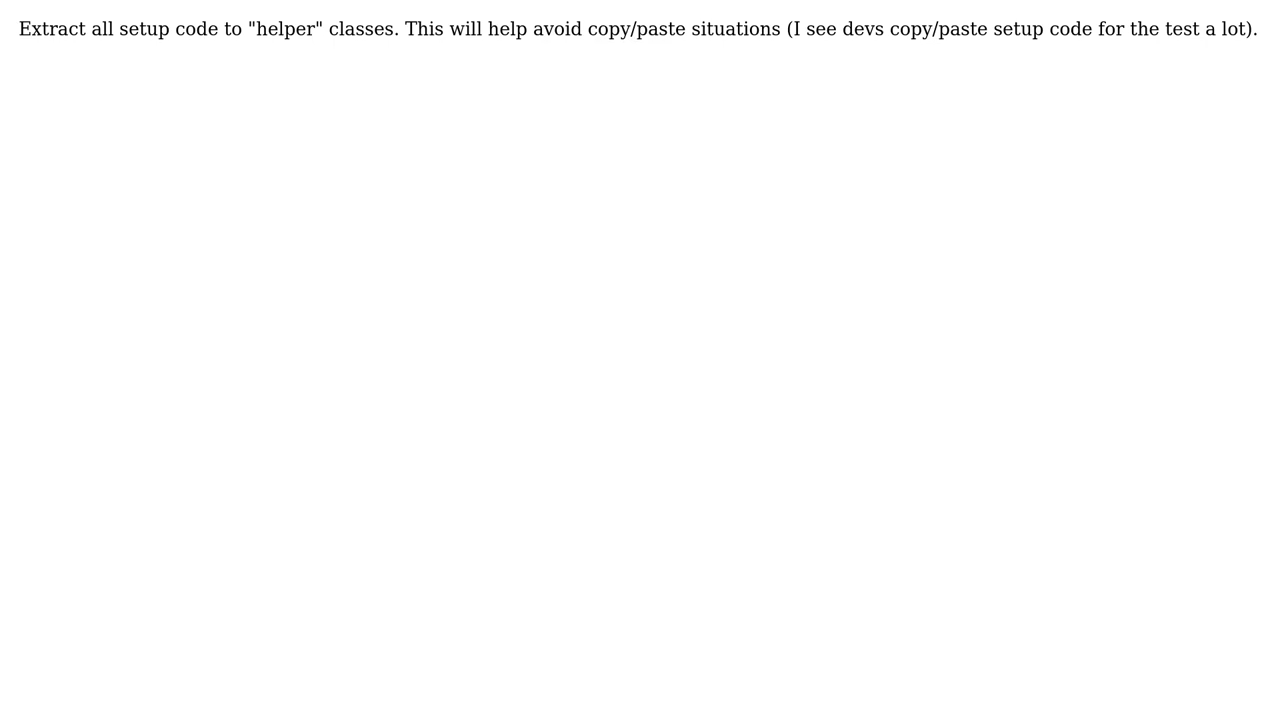 Extract all setup code to "helper" classes. This will help avoid copy/paste situations (I see devs copy/paste setup code for the test a lot).